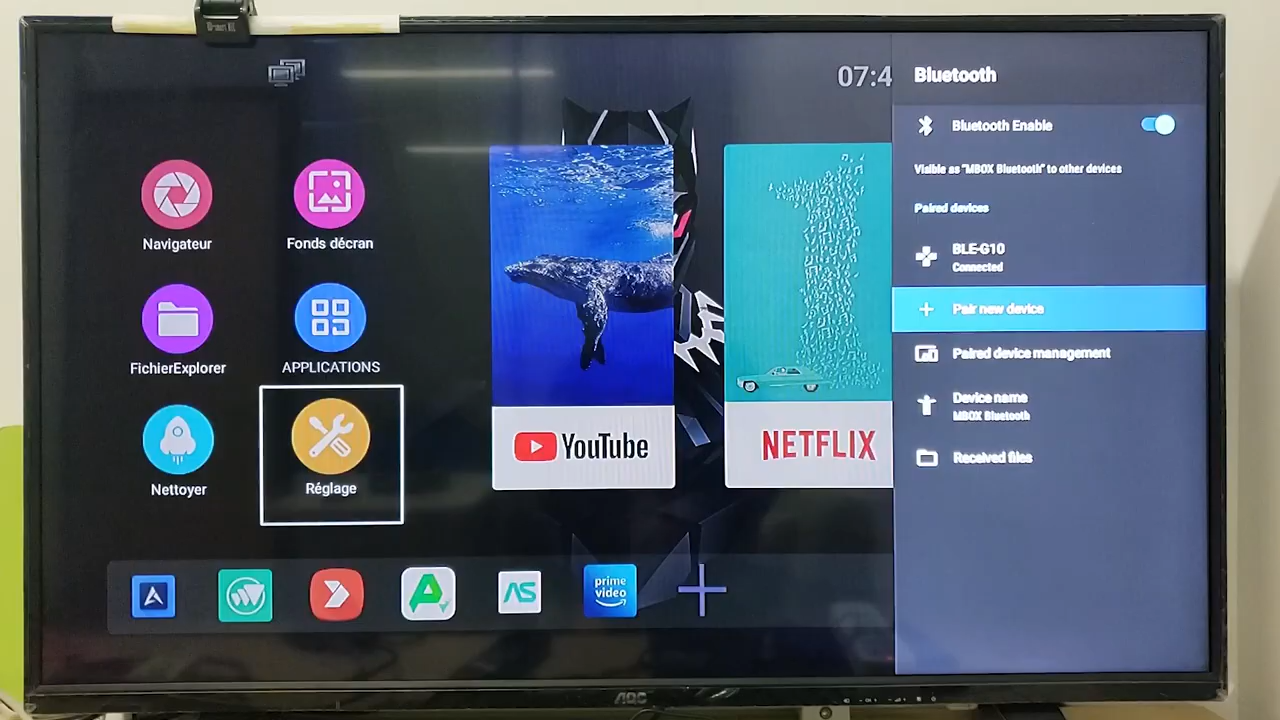 07:4
Navigateur
Fonds décran
FichierExplorer
APPLICATIONS
Nettoyer
Réglage
YouTube
NETFLIX
AS
prime
video
Bluetooth
Bluetooth Enable
Visible as "MBOX Bluetooth" to other devices
Paired devices
BLE-G10
Connected
Pair new device
Paired device management
Device name
MBOX Bluetooth
Received files
AOC